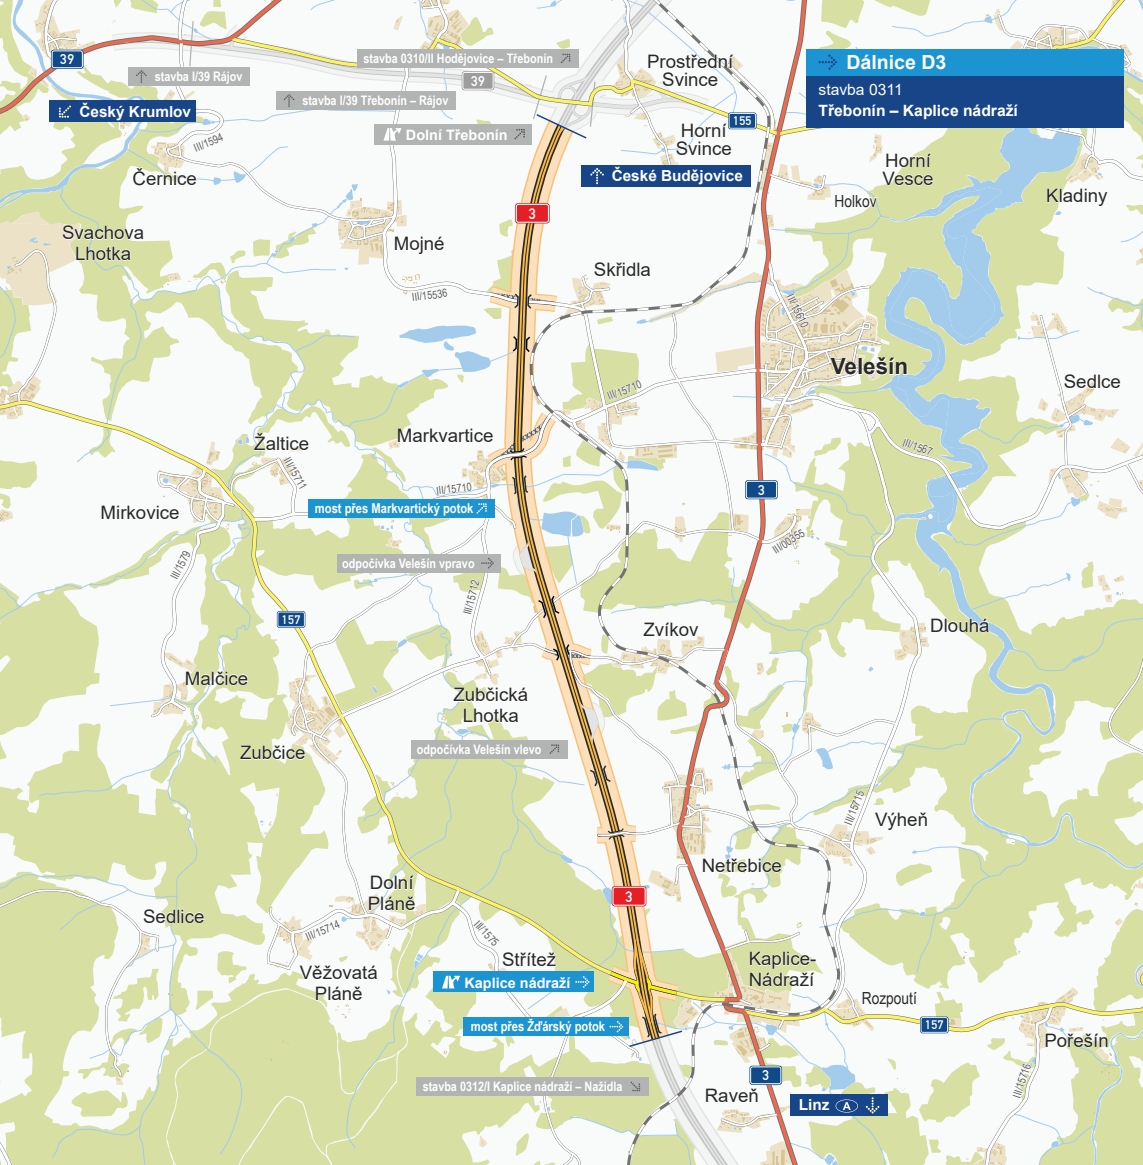 39
stavba I/39 Rájov
stavba 0310/II Hodějovice – Třebonín
39
stavba I/39 Třebonín – Rájov
Český Krumlov
Dolní Třebonín
Prostřední
Svince
Dálnice D3
stavba 0311
Třebonín – Kaplice nádraží
155
Horní
Svince
III/1594
Černice
České Budějovice
Horní
Vesce
Kladiny
Holkov
3
Svachova
Lhotka
Mojné
Skřidla
III/15536
III/15610
Velešín
Sedlce
III/15710
Markvartice
Žaltice
III/1567
III/15711
III/15710
3
Mirkovice
most přes Markvartický potok
III/00355
odpočívka Velešín vpravo
III/1579
III/15712
157
Zvíkov
Dlouhá
Malčice
Zubčická
Lhotka
Zubčice
odpočívka Velešín vlevo
III/15715
Výheň
Netřebice
Dolní
Pláně
3
Sedlice
III/15714
III/1575
Střítež
Kaplice-
Nádraží
Věžovatá
Pláně
Kaplice nádraží
Rozpoutí
most přes Žďárský potok
157
Pořešín
3
stavba 0312/I Kaplice nádraží – Nažidla
III/15716
Raveň
Linz A